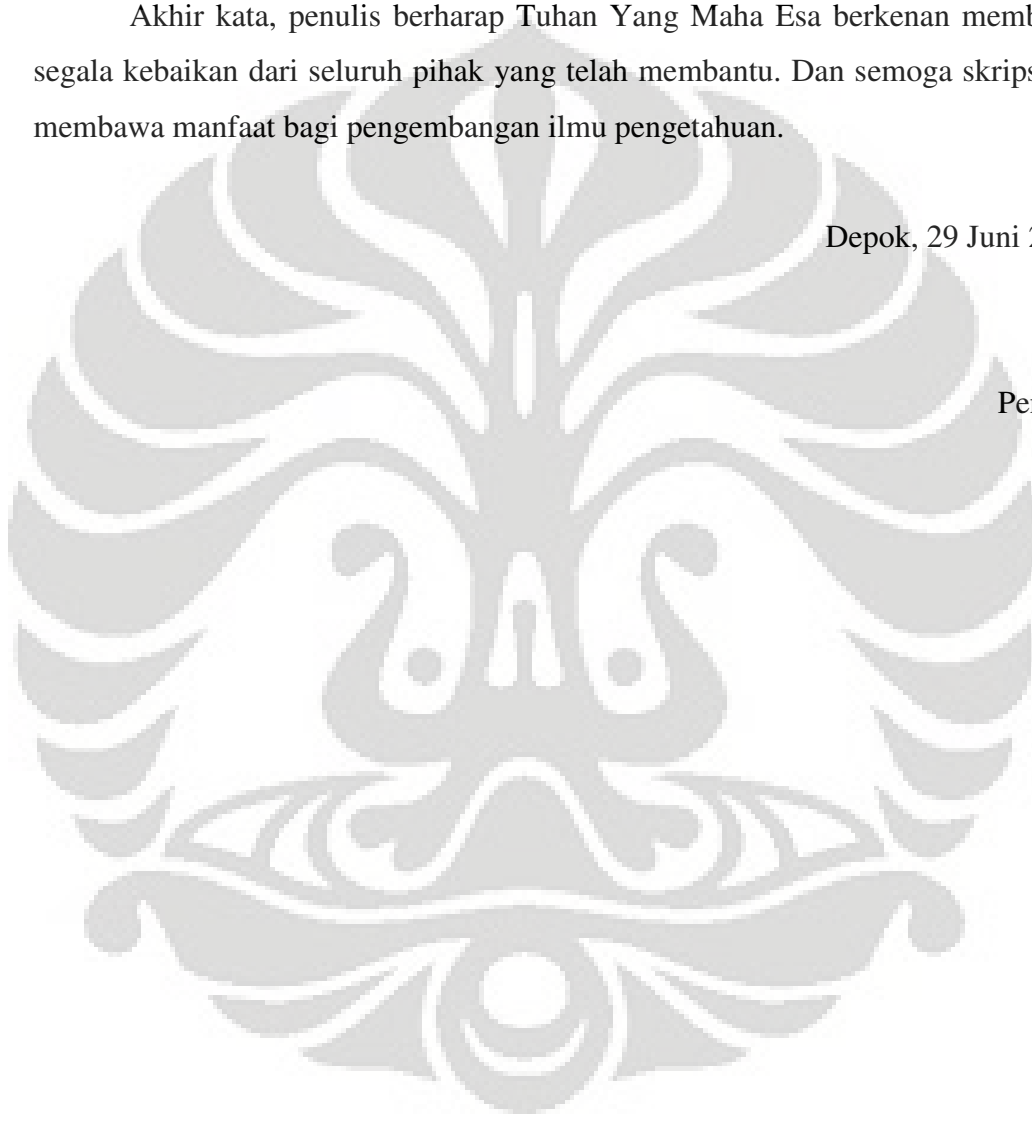 Akhir kata, penulis berharap Tuhan Yang Maha Esa berkenan memb
segala kebaikan dari seluruh pihak yang telah membantu. Dan semoga skrips
membawa manfaat bagi pengembangan ilmu pengetahuan.
Depok, 29 Juni 2
Pe